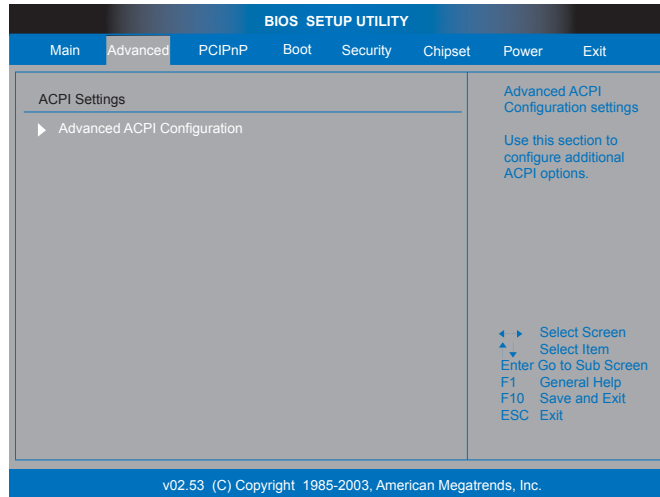 BIOS SETUP UTILITY
Main Advanced PCIPnP Boot Security Chipset Power Exit
ACPI Settings
Advanced ACPI Configuration
Advanced ACPI
Configuration settings
Use this section to
configure additional
ACPI options.
Select Screen
Select Item
Enter Go to Sub Screen
F1 General Help
F10 Save and Exit
ESC Exit
v02.53 (C) Copyright 1985-2003, American Megatrends, Inc.